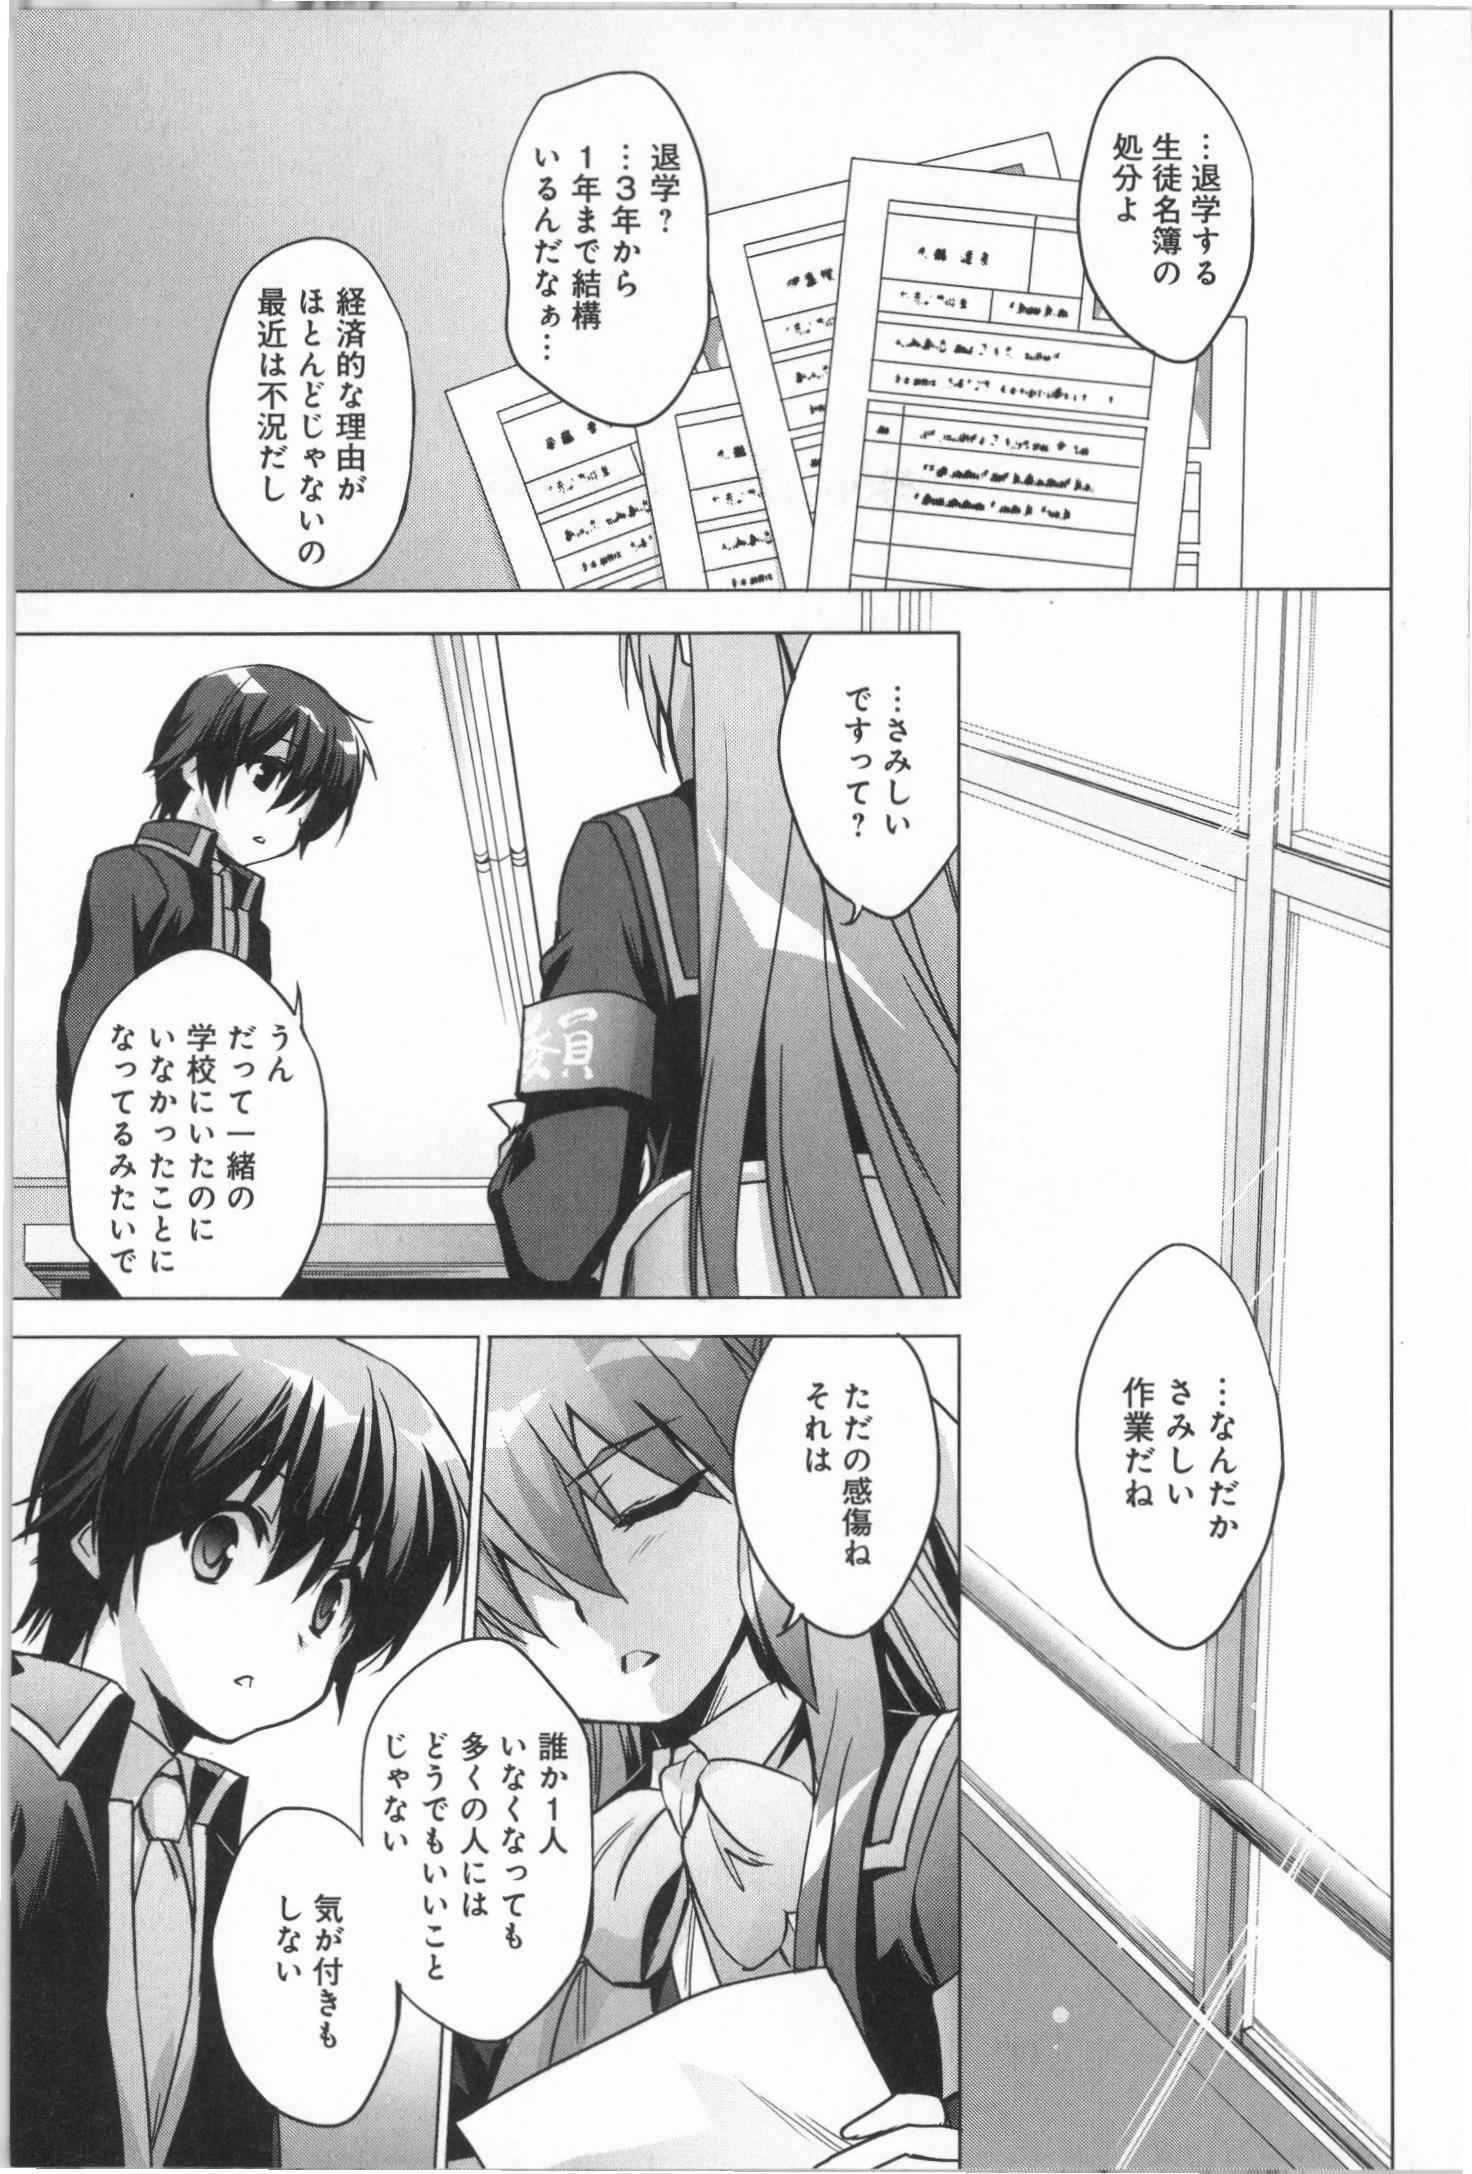 …退学する
生徒名簿の
処分よ
退学?
…3年から
1年まで結構
いるんだなぁ…
経済的な理由が
ほとんどじゃないの
最近は不況だし
…なんだか
さみしい
作業だね
…さみしい
ですって?
うん
だって一緒の
学校にいたのに
いなかったことに
なってるみたいで
員
ただの感傷ね
それは
誰か1人
いなくなっても
多くの人には
どうでもいいこと
じゃない
気が付きも
しない